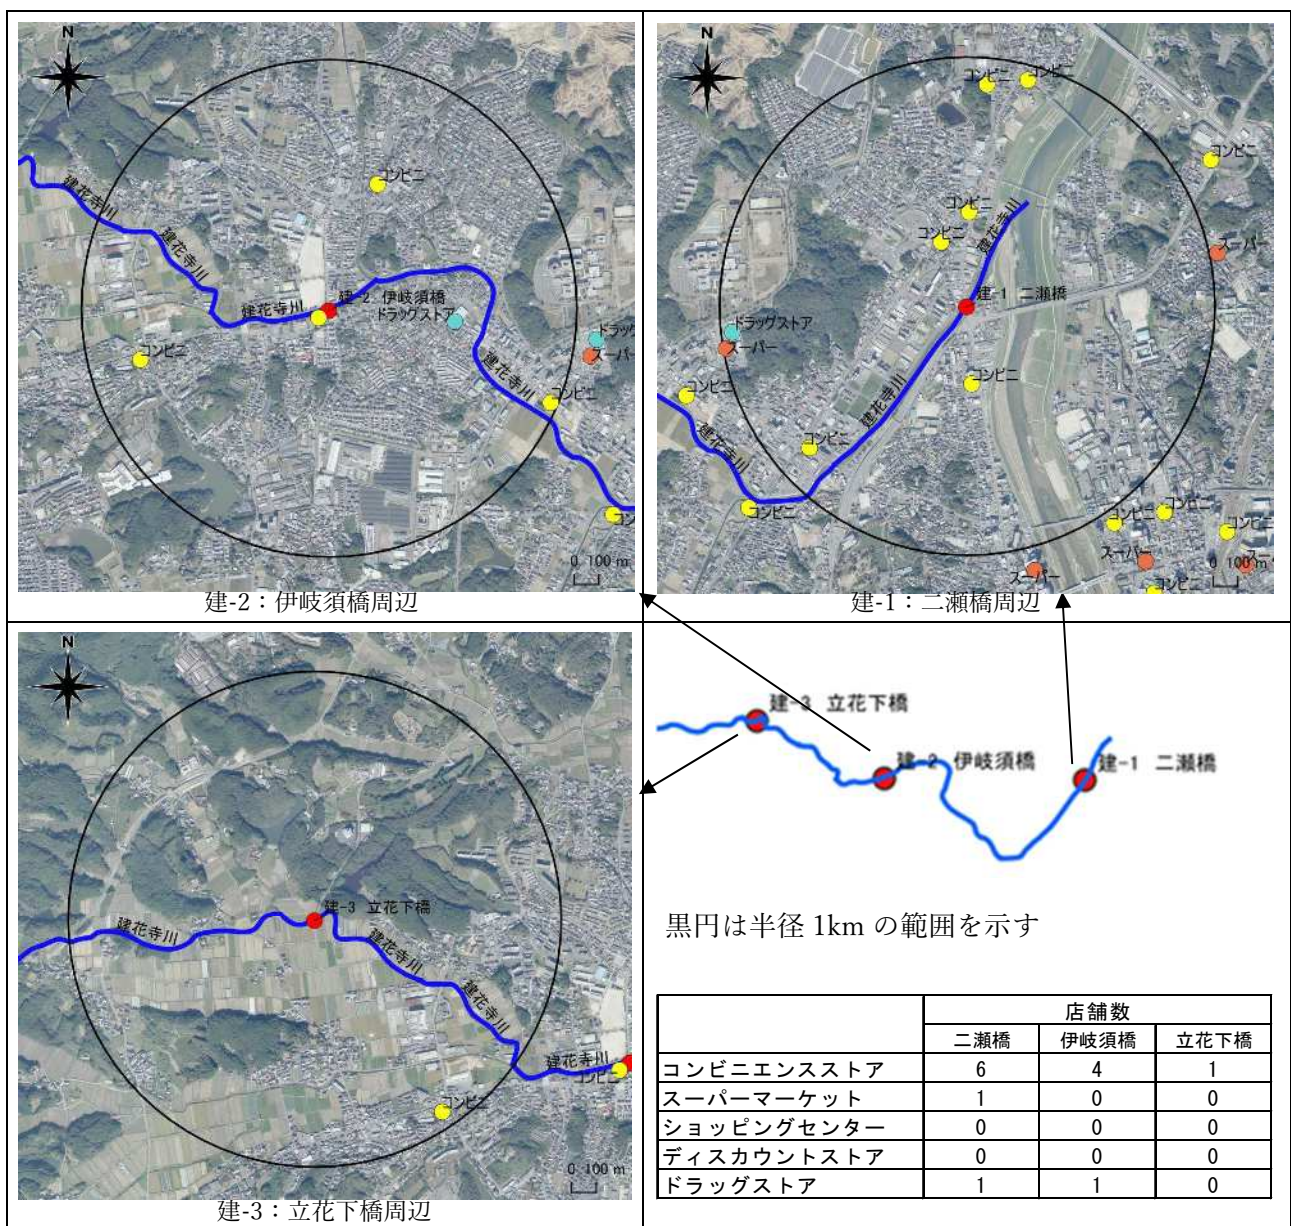 N
コンビニ
建花寺川
建花寺川
建花寺川
建-2 伊岐須橋
ドラッグストア
ドラッグ
スーパー
コンビニ
建花寺川
コンビニ
コン
0 100 m
建-2：伊岐須橋周辺
N
コンビニ
コンビニ
コンビニ
コンビニ
コンビニ
建花寺川
スーパー
建-1 二瀬橋
ドラッグストア
スーパー
コンビニ
コンビニ
建花寺川
建花寺川
コンビニ
コンビニ
コンビニ
コンビニ
コンビニ
スーパー
スーパー
スー
0 100 m
建-1：二瀬橋周辺
N
建-3 立花下橋
建花寺川
建花寺川
建花寺川
建花寺川
コンビニ
コンビニ
0 100 m
建-3：立花下橋周辺
建-3 立花下橋
建-2 伊岐須橋
建-1 二瀬橋
黒円は半径 1km の範囲を示す
店舗数
二瀬橋 伊岐須橋 立花下橋
コンビニエンスストア 6 4 1
スーパーマーケット 1 0 0
ショッピングセンター 0 0 0
ディスカウントストア 0 0 0
ドラッグストア 1 1 0